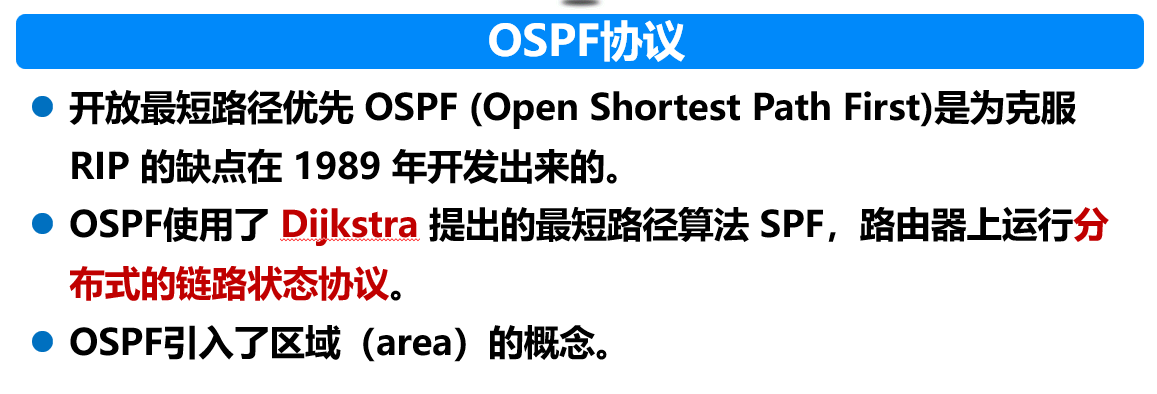 OSPF协议
开放最短路径优先 OSPF (Open Shortest Path First)是为克服
RIP 的缺点在 1989 年开发出来的。
OSPF使用了 Dijkstra 提出的最短路径算法 SPF，路由器上运行分
布式的链路状态协议。
OSPF引入了区域（area）的概念。